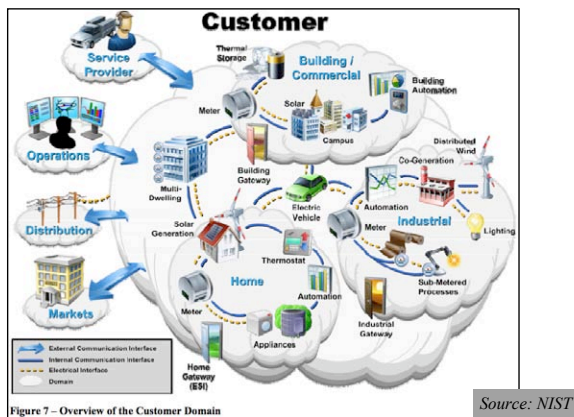 Customer
Service
Provider
Thermal
Storage
Building /
Commercial
Meter
Solar
Campus
Building
Automation
Operations
Multi-
Dwelling
Building
Gateway
Electric
Vehicle
Distributed
Wind
Co-Generation
Automation
Industrial
Meter
Lighting
Sub-Metered
Processes
Industrial
Gateway
Distribution
Solar
Generation
Thermostat
Home
Automation
Meter
Appliances
Home
Gateway
(ESI)
Markets
External Communication Interface
Internal Communication Interface
Electrical Interface
Domain
Figure 7 – Overview of the Customer Domain
Source: NIST